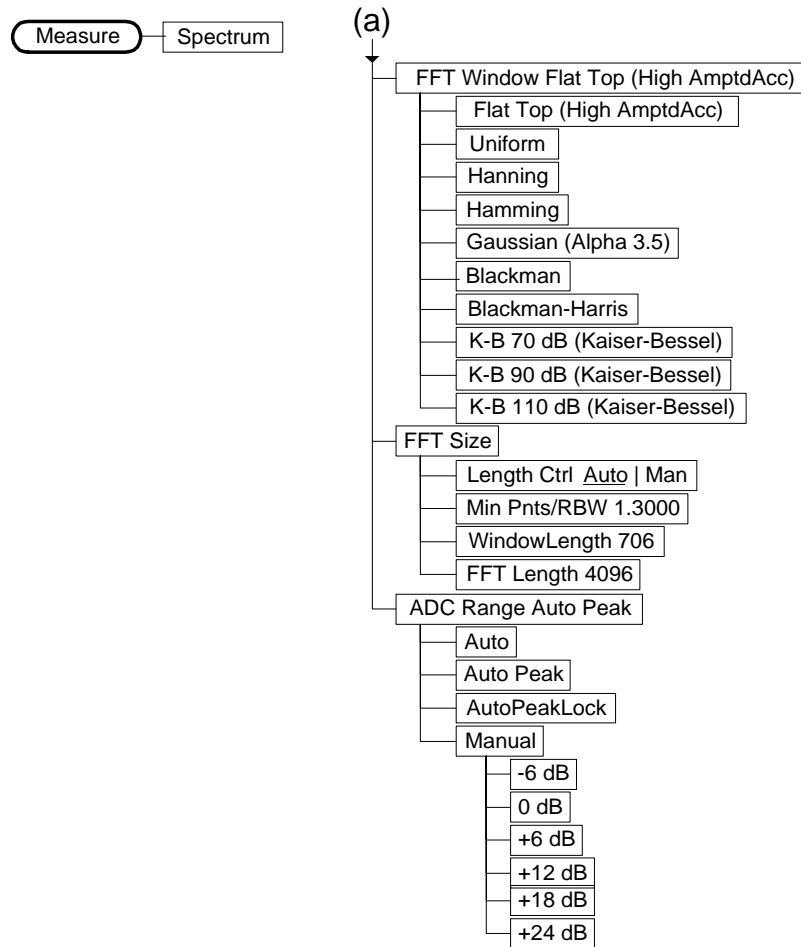 (a)
Measure
Spectrum
FFT Window Flat Top (High AmptdAcc)
Flat Top (High AmptdAcc)
Uniform
Hanning
Hamming
Gaussian (Alpha 3.5)
Blackman
Blackman-Harris
K-B 70 dB (Kaiser-Bessel)
K-B 90 dB (Kaiser-Bessel)
K-B 110 dB (Kaiser-Bessel)
FFT Size
Length Ctrl Auto | Man
Min Pnts/RBW 1.3000
WindowLength 706
FFT Length 4096
ADC Range Auto Peak
Auto
Auto Peak
AutoPeakLock
Manual
-6 dB
0 dB
+6 dB
+12 dB
+18 dB
+24 dB